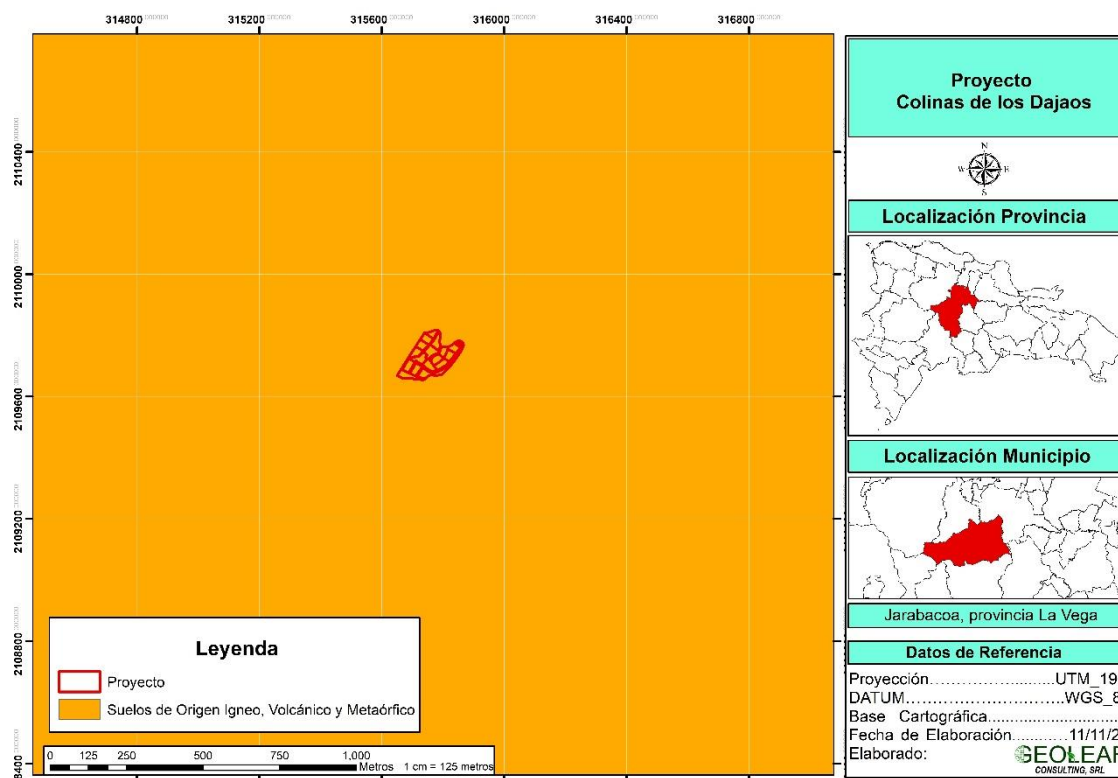 314800 315200 315600 316000 316400 316800
2110400
2110000
2109600
2109200
2108800
Leyenda
Proyecto
Suelos de Origen Igneo, Volcánico y Metaórfico
0 125 250 500 750 1,000
Metros 1 cm = 125 metros
Proyecto
Colinas de los Dajaos
N
W E
S
Localización Provincia
Localización Municipio
Jarabacoa, provincia La Vega
Datos de Referencia
Proyección......................UTM_19
DATUM............................WGS_8
Base Cartográfica..................
Fecha de Elaboración............11/11/2
Elaborado: GEOLEAF
CONSULTING, SRL